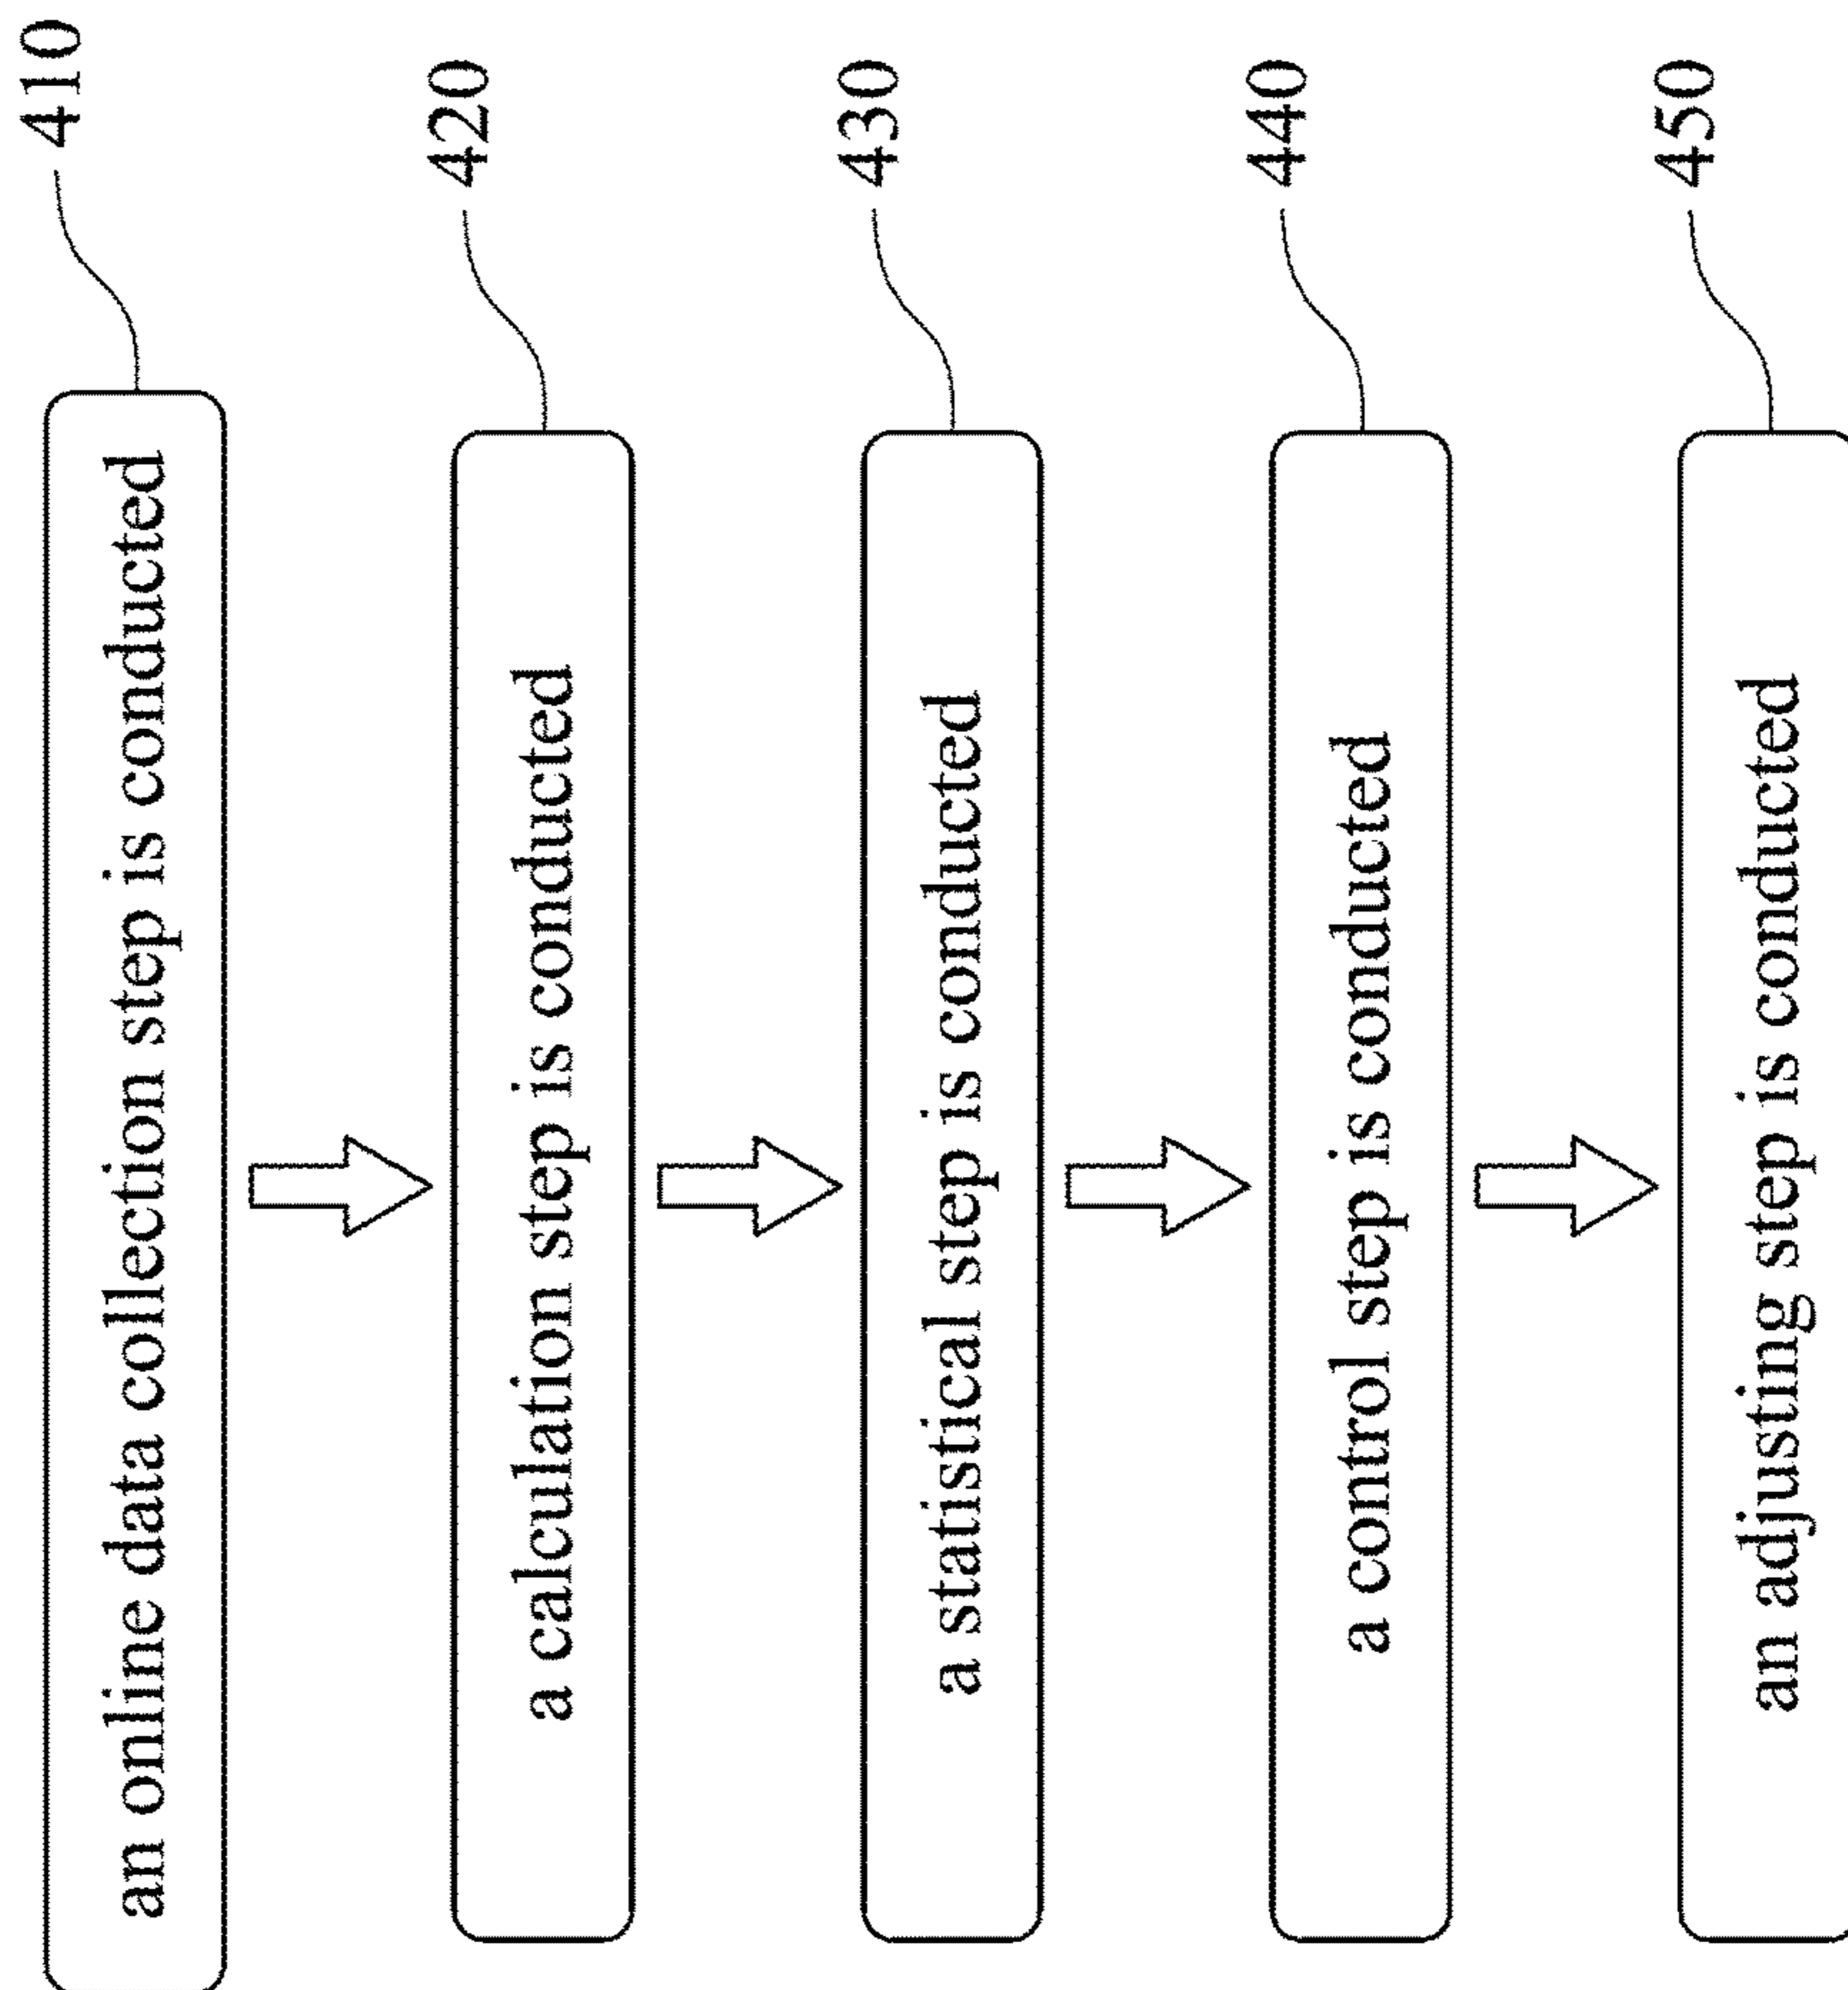 410
an online data collection step is conducted
420
a calculation step is conducted
430
a statistical step is conducted
440
a control step is conducted
450
an adjusting step is conducted